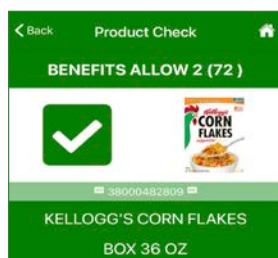 Back Product Check
BENEFITS ALLOW 2 (72 )
Kellogg's
CORN
FLAKES
38000482809
KELLOGG'S CORN FLAKES
BOX 36 OZ